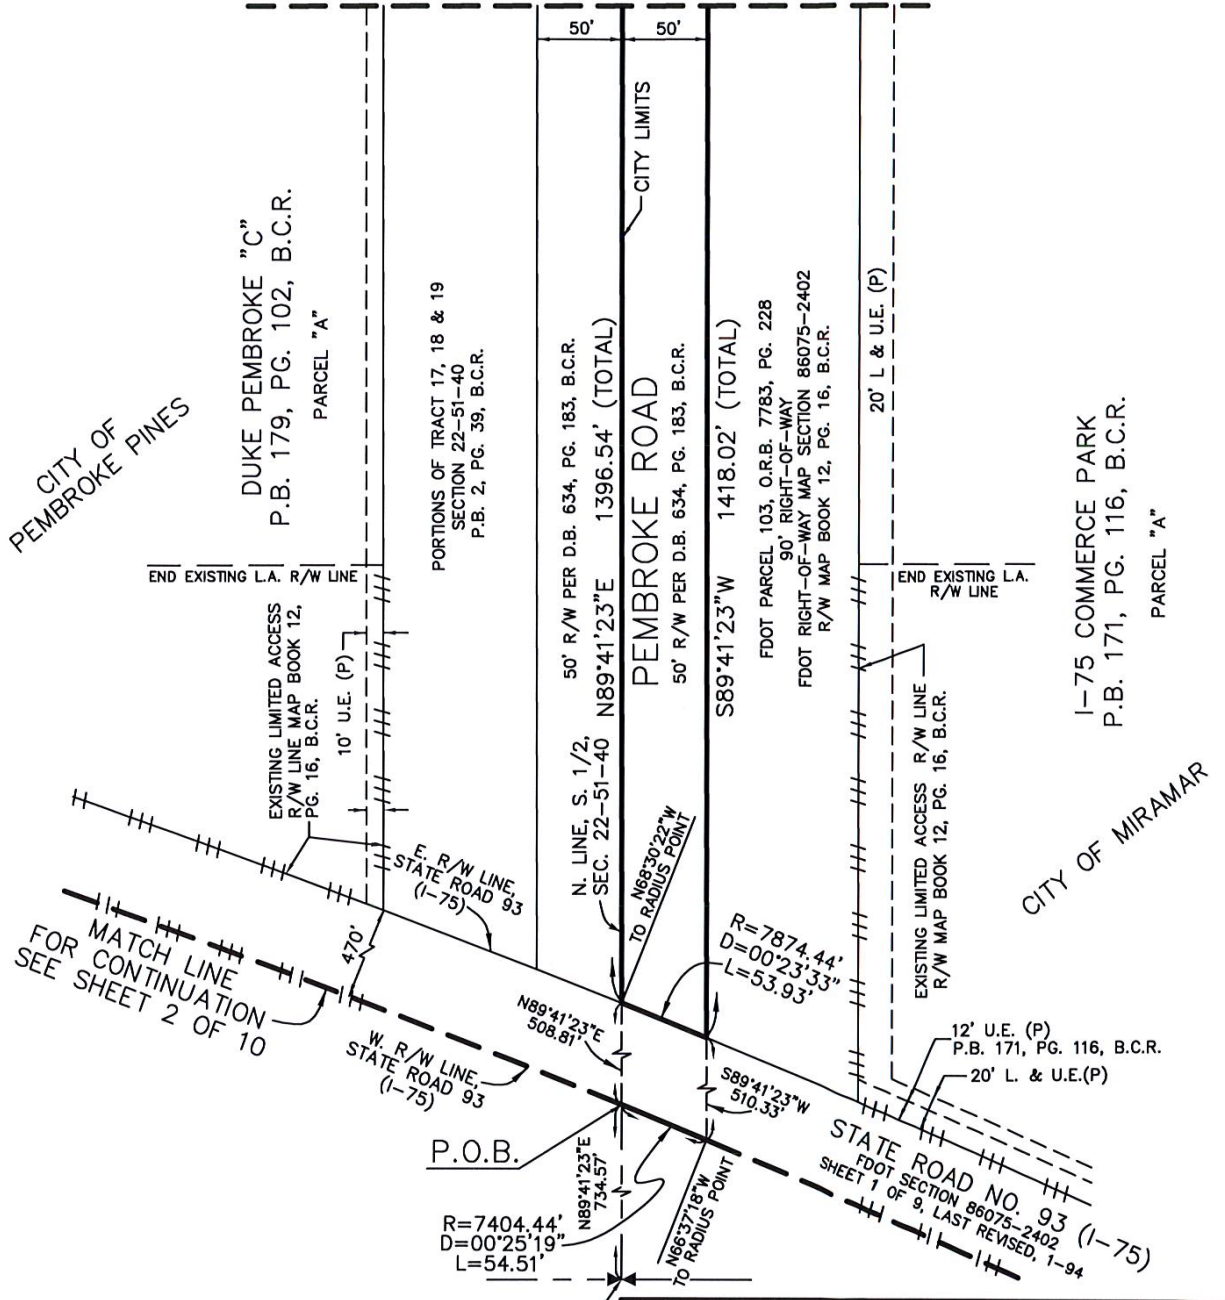 50'
50'
CITY LIMITS
CITY OF
PEMBROKE PINES
DUKE PEMBROKE "C"
P.B. 179, PG. 102, B.C.R.
PARCEL "A"
PORTIONS OF TRACT 17, 18 & 19
SECTION 22-51-40
P.B. 2, PG. 39, B.C.R.
50' R/W PER D.B. 634, PG. 183, B.C.R.
N89°41'23"E 1396.54' (TOTAL)
PEMBROKE ROAD
50' R/W PER D.B. 634, PG. 183, B.C.R.
S89°41'23"W 1418.02' (TOTAL)
FDOT PARCEL 103, O.R.B. 7783, PG. 228
90' RIGHT-OF-WAY
FDOT RIGHT-OF-WAY MAP SECTION 86075-2402
R/W MAP BOOK 12, PG. 16, B.C.R.
20' L & U.E. (P)
I-75 COMMERCE PARK
P.B. 171, PG. 116, B.C.R.
PARCEL "A"
END EXISTING L.A. R/W LINE
END EXISTING L.A.
R/W LINE
EXISTING LIMITED ACCESS
R/W LINE MAP BOOK 12,
PG. 16, B.C.R.
10' U.E. (P)
N. LINE, S. 1/2,
SEC. 22-51-40
N68°30'22"W
TO RADIUS POINT
EXISTING LIMITED ACCESS R/W LINE
R/W MAP BOOK 12, PG. 16, B.C.R.
CITY OF MIRAMAR
E. R/W LINE,
STATE ROAD 93
(I-75)
470'
MATCH LINE
FOR CONTINUATION
SEE SHEET 2 OF 10
R=7874.44'
D=00°23'33"
L=53.93'
N89°41'23"E
508.81'
W. R/W LINE,
STATE ROAD 93
(I-75)
S89°41'23"W
510.33'
12' U.E. (P)
P.B. 171, PG. 116, B.C.R.
20' L. & U.E.(P)
P.O.B.
N89°41'23"E
734.57'
STATE ROAD NO. 93 (I-75)
FDOT SECTION 86075-2402
SHEET 1 OF 9, LAST REVISED, 1-94
R=7404.44'
D=00°25'19"
L=54.51'
N66°37'18"W
TO RADIUS POINT